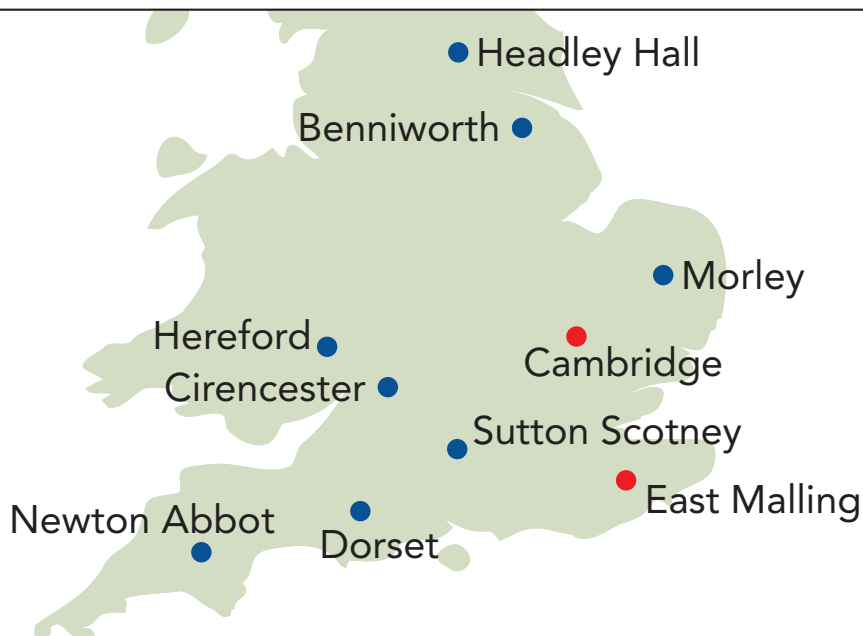 Headley Hall
Benniworth
Morley
Hereford
Cambridge
Cirencester
Sutton Scotney
East Malling
Newton Abbot
Dorset